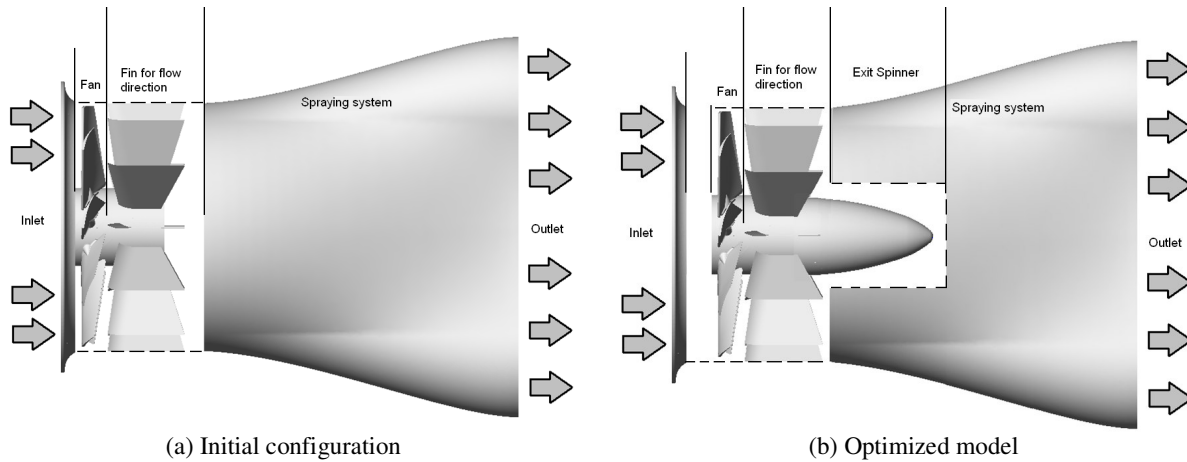 Fan
Fin for flow
direction
Spraying system
Inlet
Outlet
(a) Initial configuration
Fan
Fin for flow
direction
Exit Spinner
Spraying system
Inlet
Outlet
(b) Optimized model